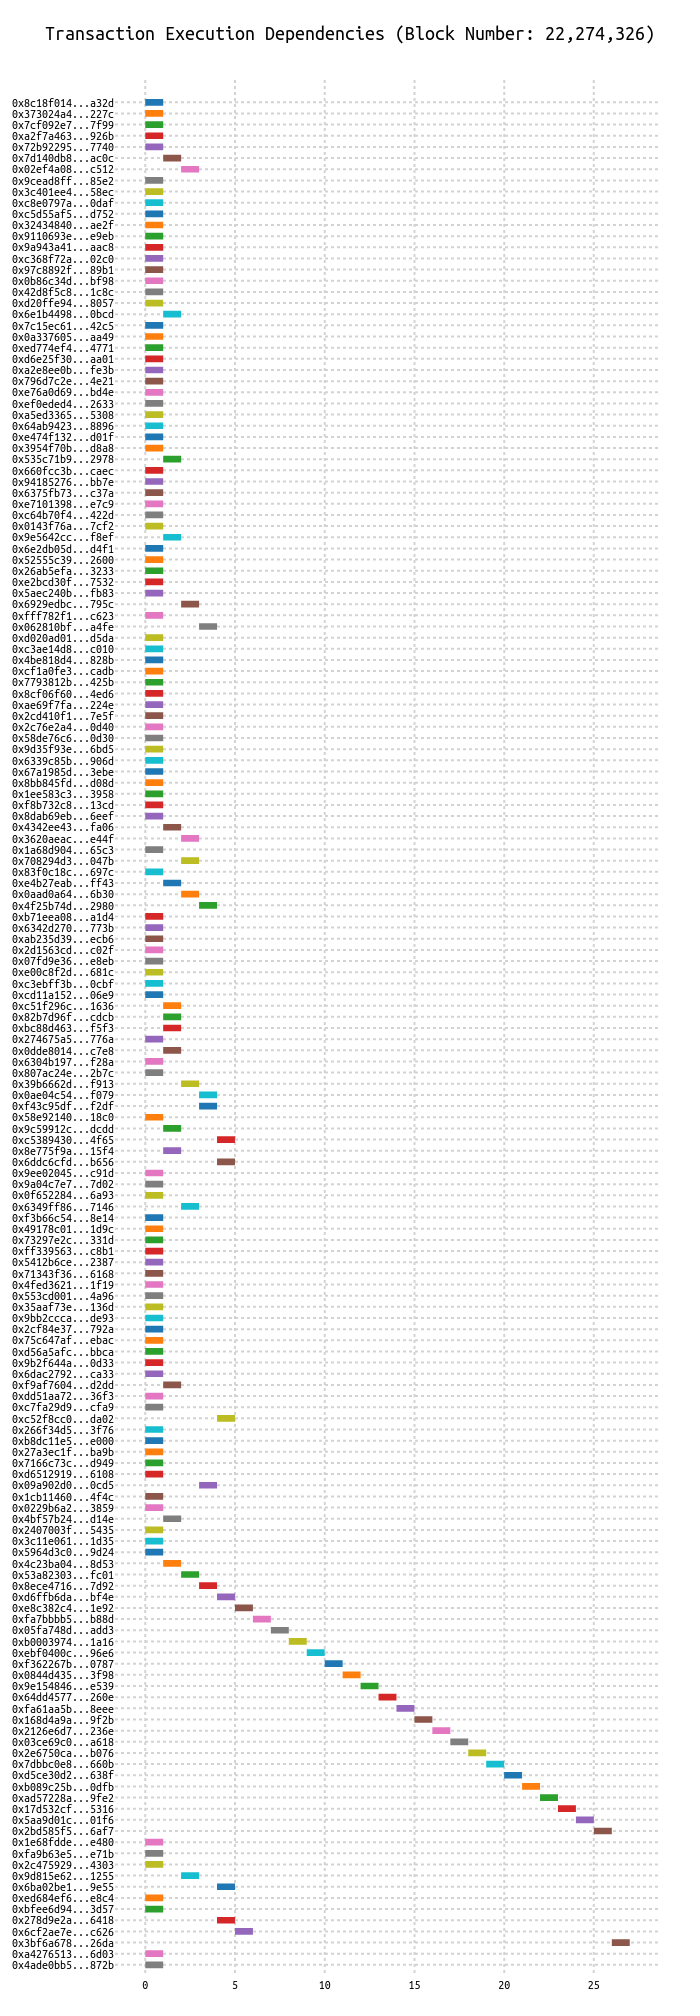 Transaction Execution Dependencies (Block Number: 22,274,326)
0x8c18f014...a32d
0x373024a4...227c
0x7cf092e7...7f99
0xa2f7a463...926b
0x72b92295...7740
0x7d140db8...ac0c
0x02ef4a08...c512
0x9cead8ff...85e2
0x3c401ee4...58ec
0xc8e0797a...0daf
0xc5d55af5...d752
0x32434840...ae2f
0x9110693e...e9eb
0x9a943a41...aac8
0xc368f72a...02c0
0x97c8892f...89b1
0x0b86c34d...bf98
0x42d8f5c8...1c8c
0xd20ffe94...8057
0x6e1b4498...0bcd
0x7c15ec61...42c5
0x0a337605...aa49
0xed774ef4...4771
0xd6e25f30...aa01
0xa2e8ee0b...fe3b
0x796d7c2e...4e21
0xe76a0d69...bd4e
0xef0eded4...2633
0xa5ed3365...5308
0x64ab9423...8896
0xe474f132...d01f
0x3954f70b...d8a8
0x535c71b9...2978
0x660fcc3b...caec
0x94185276...bb7e
0x6375fb73...c37a
0xe7101398...e7c9
0xc64b70f4...422d
0x0143f76a...7cf2
0x9e5642cc...f8ef
0x6e2db05d...d4f1
0x52555c39...2600
0x26ab5efa...3233
0xe2bcd30f...7532
0x5aec240b...fb83
0x6929edbc...795c
0xfff782f1...c623
0x062810bf...a4fe
0xd020ad01...d5da
0xc3ae14d8...c010
0x4be818d4...828b
0xcf1a0fe3...cadb
0x7793812b...425b
0x8cf06f60...4ed6
0xae69f7fa...224e
0x2cd410f1...7e5f
0x2c76e2a4...0d40
0x58de76c6...0d30
0x9d35f93e...6bd5
0x6339c85b...906d
0x67a1985d...3ebe
0x8bb845fd...d08d
0x1ee583c3...3958
0xf8b732c8...13cd
0x8dab69eb...6eef
0x4342ee43...fa06
0x3620aeac...e44f
0x1a68d904...65c3
0x708294d3...047b
0x83f0c18c...697c
0xe4b27eab...ff43
0x0aad0a64...6b30
0x4f25b74d...2980
0xb71eea08...a1d4
0x6342d270...773b
0xab235d39...ecb6
0x2d1563cd...c02f
0x07fd9e36...e8eb
0xe00c8f2d...681c
0xc3ebff3b...0cbf
0xcd11a152...06e9
0xc51f296c...1636
0x82b7d96f...cdcb
0xbc88d463...f5f3
0x274675a5...776a
0x0dde8014...c7e8
0x6304b197...f28a
0x807ac24e...2b7c
0x39b6662d...f913
0x0ae04c54...f079
0xf43c95df...f2df
0x58e92140...18c0
0x9c59912c...dcdd
0xc5389430...4f65
0x8e775f9a...15f4
0x6ddc6cfd...b656
0x9ee02045...c91d
0x9a04c7e7...7d02
0x0f652284...6a93
0x6349ff86...7146
0xf3b66c54...8e14
0x49178c01...1d9c
0x73297e2c...331d
0xff339563...c8b1
0x5412b6ce...2387
0x71343f36...6168
0x4fed3621...1f19
0x553cd001...4a96
0x35aaf73e...136d
0x9bb2ccca...de93
0x2cf84e37...792a
0x75c647af...ebac
0xd56a5afc...bbca
0x9b2f644a...0d33
0x6dac2792...ca33
0xf9af7604...d2dd
0xdd51aa72...36f3
0xc7fa29d9...cfa9
0xc52f8cc0...da02
0x266f34d5...3f76
0xb8dc11e5...e000
0x27a3ec1f...ba9b
0x7166c73c...d949
0xd6512919...6108
0x09a902d0...0cd5
0x1cb11460...4f4c
0x0229b6a2...3859
0x4bf57b24...d14e
0x2407003f...5435
0x3c11e061...1d35
0x5964d3c0...9d24
0x4c23ba04...8d53
0x53a82303...fc01
0x8ece4716...7d92
0xd6ffb6da...bf4e
0xe8c382c4...1e92
0xfa7bbbb5...b88d
0x05fa748d...add3
0xb0003974...1a16
0xebf0400c...96e6
0xf362267b...0787
0x0844d435...3f98
0x9e154846...e539
0x64dd4577...260e
0xfa61aa5b...8eee
0x168d4a9a...9f2b
0x2126e6d7...236e
0x03ce69c0...a618
0x2e6750ca...b076
0x7dbbc0e8...660b
0xd5ce30d2...638f
0xb089c25b...0dfb
0xad57228a...9fe2
0x17d532cf...5316
0x5aa9d01c...01f6
0x2bd585f5...6af7
0x1e68fdde...e480
0xfa9b63e5...e71b
0x2c475929...4303
0x9d815e62...1255
0x6ba02be1...9e55
0xed684ef6...e8c4
0xbfee6d94...3d57
0x278d9e2a...6418
0x6cf2ae7e...c626
0x3bf6a678...26da
0xa4276513...6d03
0x4ade0bb5...872b
0 5 10 15 20 25